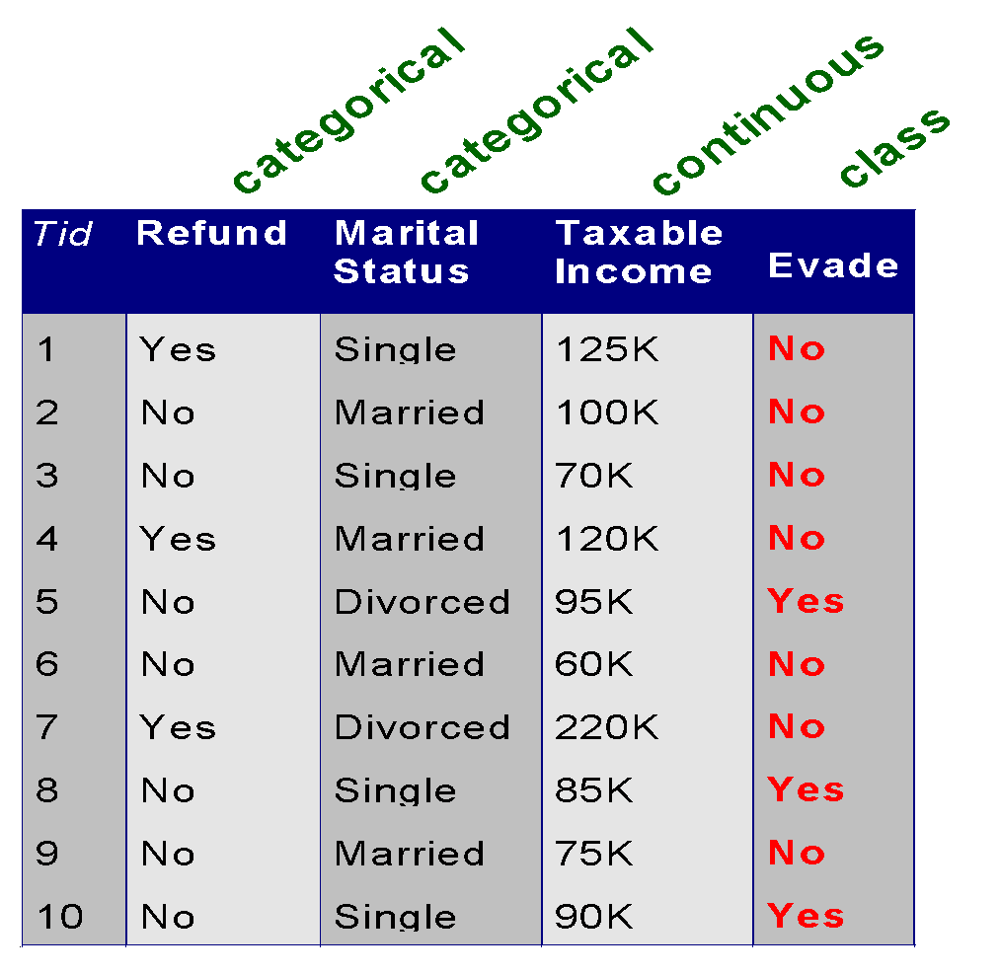 categorical categorical continuous class
Tid Refund Marital Status Taxable Income Evade
1 Yes Single 125K No
2 No Married 100K No
3 No Single 70K No
4 Yes Married 120K No
5 No Divorced 95K Yes
6 No Married 60K No
7 Yes Divorced 220K No
8 No Single 85K Yes
9 No Married 75K No
10 No Single 90K Yes